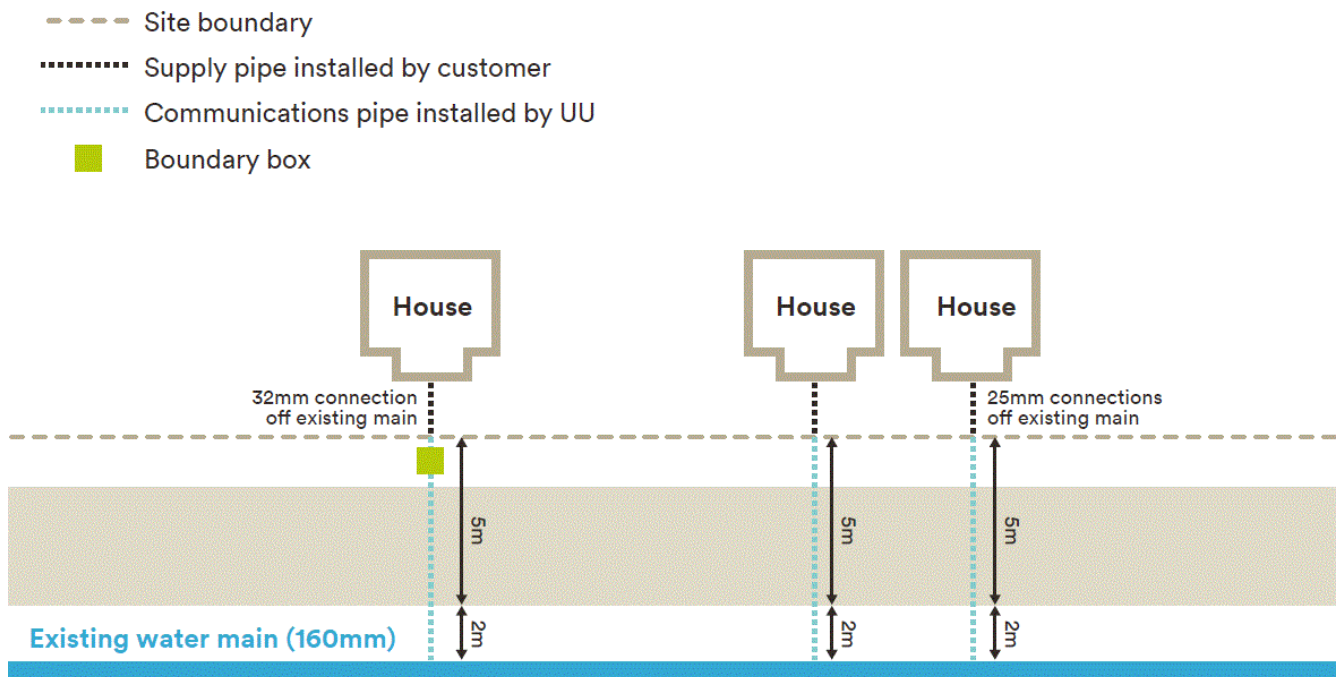 Site boundary
Supply pipe installed by customer
Communications pipe installed by UU
Boundary box
House
House
House
32mm connection
off existing main
25mm connections
off existing main
5m
5m
5m
2m
2m
2m
Existing water main (160mm)